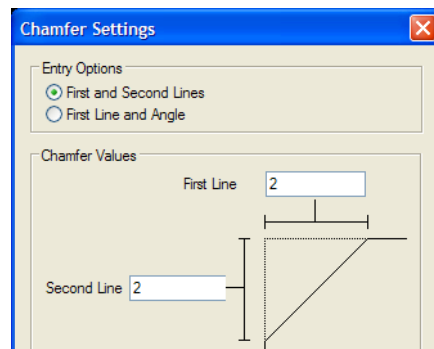 Chamfer Settings
Entry Options
First and Second Lines
First Line and Angle
Chamfer Values
First Line 2
Second Line 2